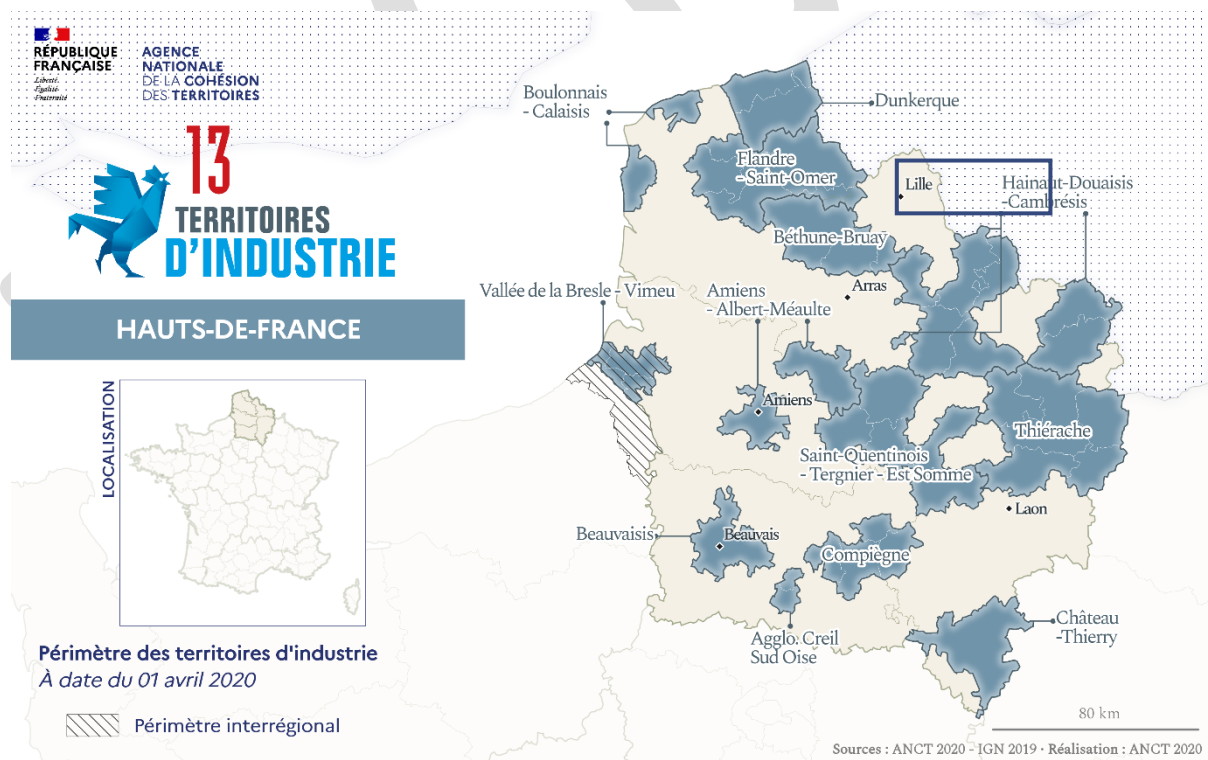 RÉPUBLIQUE
FRANÇAISE
Liberté
Égalité
Fraternité
AGENCE
NATIONALE
DE LA COHÉSION
DES TERRITOIRES
13
TERRITOIRES
D'INDUSTRIE
HAUTS-DE-FRANCE
LOCALISATION
Périmètre des territoires d'industrie
À date du 01 avril 2020
Périmètre interrégional
Boulonnais
- Calaisis
Dunkerque
Flandre
- Saint-Omer
Lille
Hainaut-Douaisis
-Cambrésis
Béthune-Bruay
Vallée de la Bresle - Vimeu
Amiens
- Albert-Méaulte
Arras
Amiens
Thiérache
Saint-Quentinois
- Tergnier - Est Somme
Laon
Beauvaisis
Beauvais
Compiègne
Agglo. Creil
Sud Oise
Château
-Thierry
80 km
Sources : ANCT 2020 - IGN 2019 · Réalisation : ANCT 2020